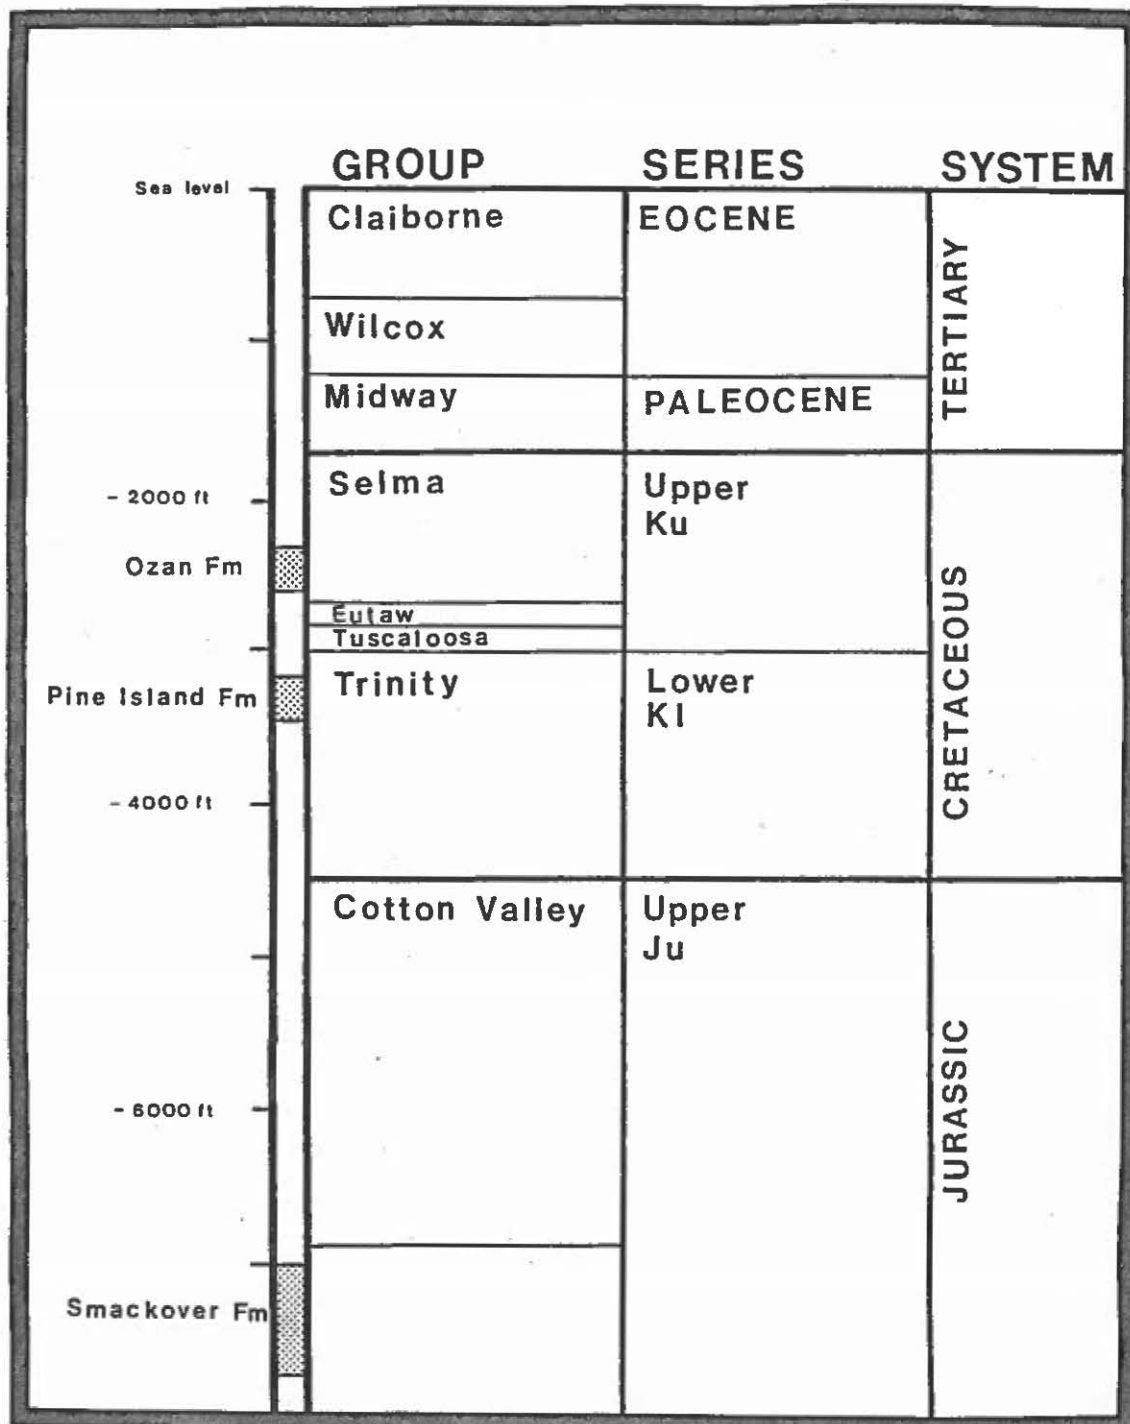 GROUP
SERIES
SYSTEM
Sea level
Claiborne
EOCENE
TERTIARY
Wilcox
Midway
PALEOCENE
- 2000 ft
Selma
Upper
Ku
CRETACEOUS
Ozan Fm
Eutaw
Tuscaloosa
Pine Island Fm
Trinity
Lower
Kl
- 4000 ft
Cotton Valley
Upper
Ju
JURASSIC
- 6000 ft
Smackover Fm